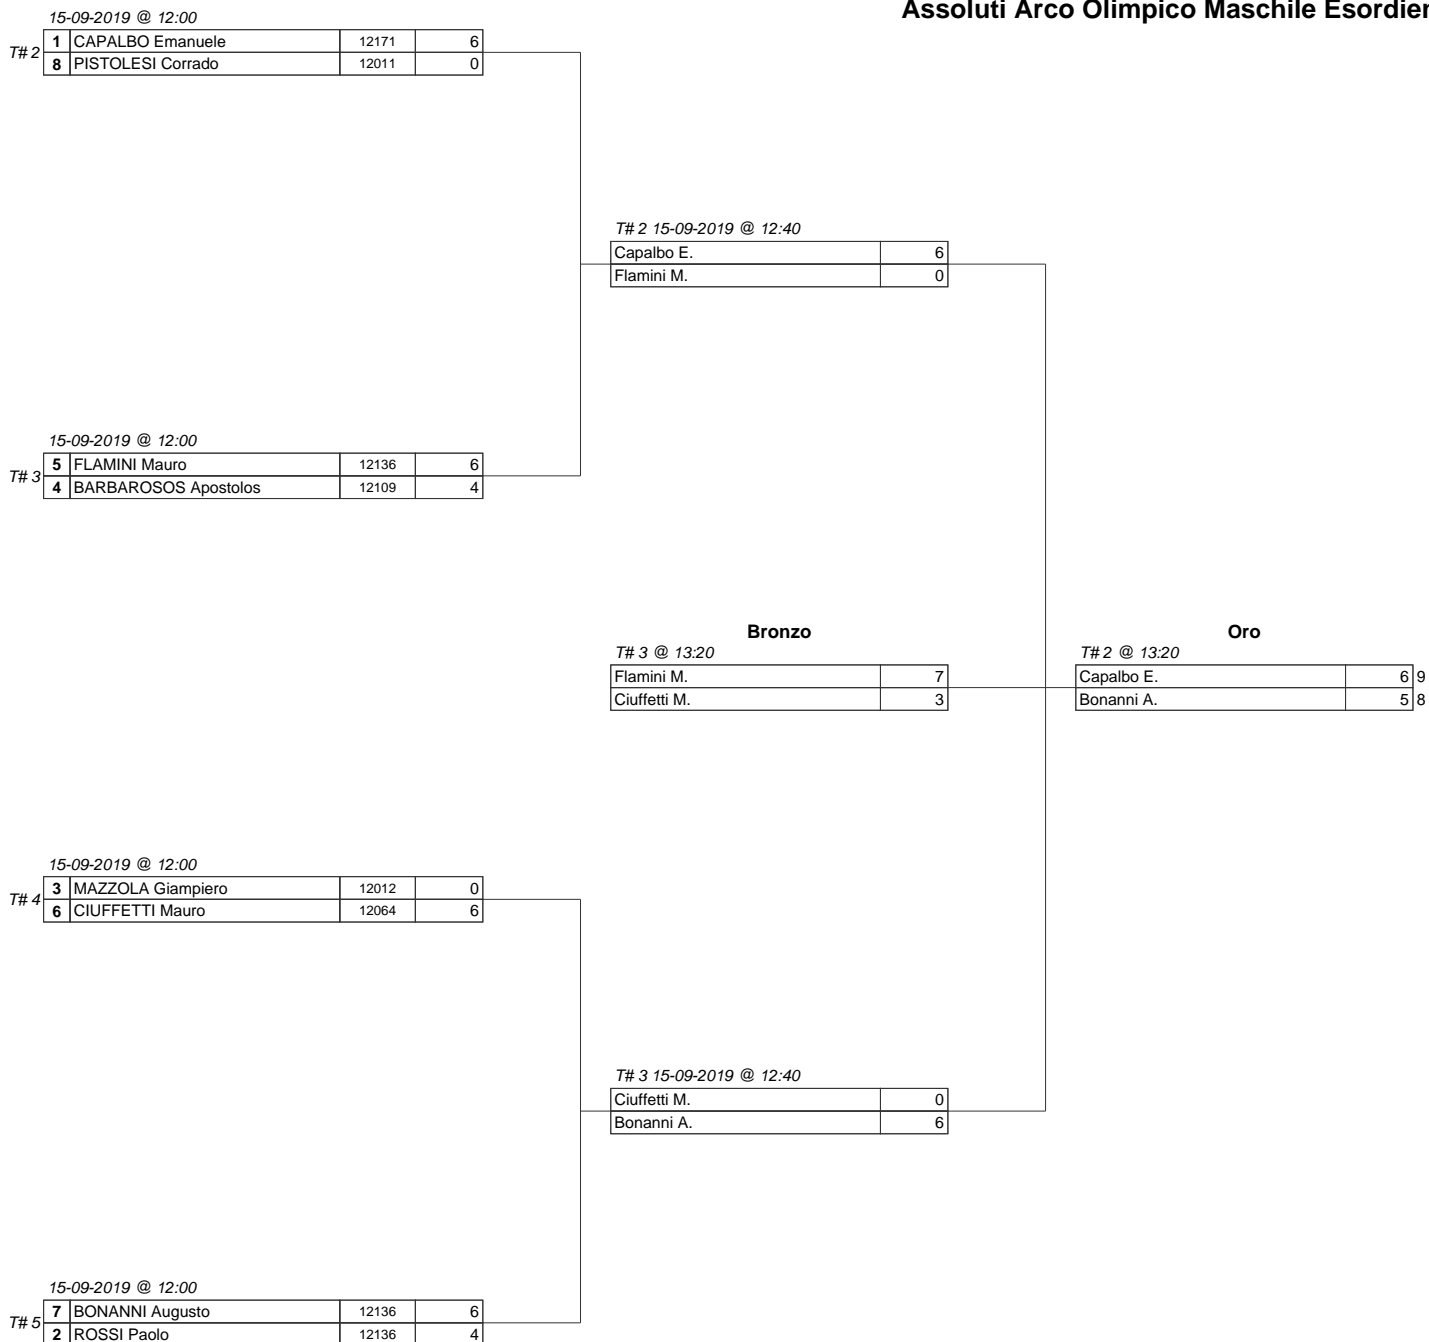 Assoluti Arco Olimpico Maschile Esordien
15-09-2019 @ 12:00
T# 2
1 CAPALBO Emanuele 12171 6
8 PISTOLESI Corrado 12011 0
T# 2 15-09-2019 @ 12:40
Capalbo E. 6
Flamini M. 0
15-09-2019 @ 12:00
T# 3
5 FLAMINI Mauro 12136 6
4 BARBAROSOS Apostolos 12109 4
Bronzo
T# 3 @ 13:20
Flamini M. 7
Ciuffetti M. 3
Oro
T# 2 @ 13:20
Capalbo E. 6 9
Bonanni A. 5 8
15-09-2019 @ 12:00
T# 4
3 MAZZOLA Giampiero 12012 0
6 CIUFFETTI Mauro 12064 6
T# 3 15-09-2019 @ 12:40
Ciuffetti M. 0
Bonanni A. 6
15-09-2019 @ 12:00
T# 5
7 BONANNI Augusto 12136 6
2 ROSSI Paolo 12136 4